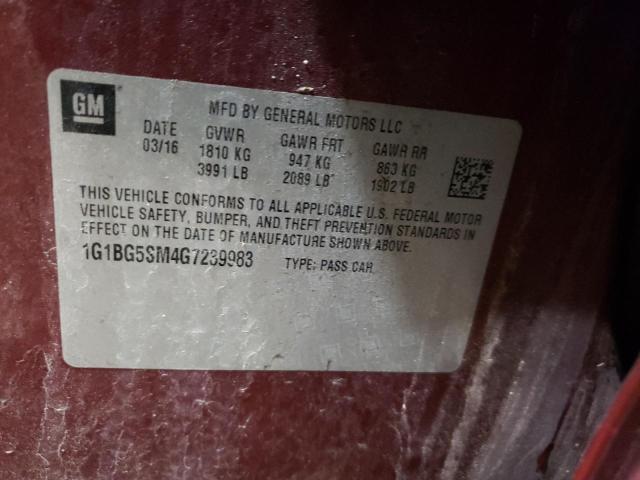 GM
MFD BY GENERAL MOTORS LLC
DATE GVWR GAWR FRT GAWR RR
03/16 1810 KG 947 KG 863 KG
3991 LB 2089 LB 1902 LB
THIS VEHICLE CONFORMS TO ALL APPLICABLE U.S. FEDERAL MOTOR
VEHICLE SAFETY, BUMPER, AND THEFT PREVENTION STANDARDS IN
EFFECT ON THE DATE OF MANUFACTURE SHOWN ABOVE.
1G1BG5SM4G7239983 TYPE: PASS CAR